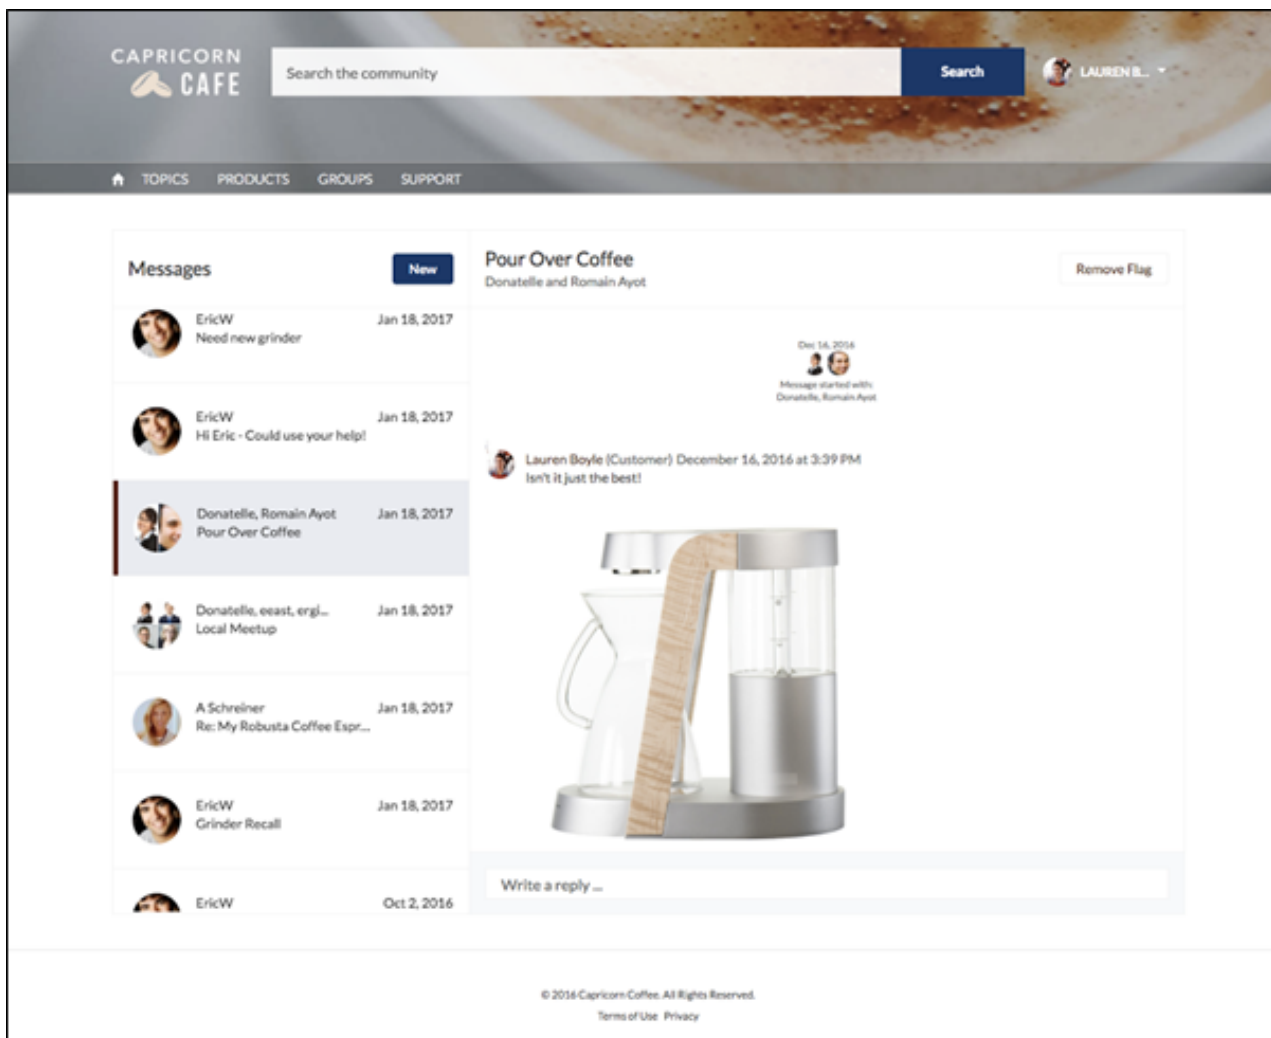 CAPRICORN
CAFE
Search the community
Search
LAUREN B...
TOPICS PRODUCTS GROUPS SUPPORT
Messages
New
EricW Jan 18, 2017
Need new grinder
EricW Jan 18, 2017
Hi Eric - Could use your help!
Donatelle, Romain Ayot Jan 18, 2017
Pour Over Coffee
Donatelle, eeast, ergi... Jan 18, 2017
Local Meetup
A Schreiner Jan 18, 2017
Re: My Robusta Coffee Espr...
EricW Jan 18, 2017
Grinder Recall
EricW Oct 2, 2016
Pour Over Coffee
Donatelle and Romain Ayot
Remove Flag
Dec 16, 2016
Message started with:
Donatelle, Romain Ayot
Lauren Boyle (Customer) December 16, 2016 at 3:39 PM
Isn't it just the best!
Write a reply ...
© 2016 Capricorn Coffee. All Rights Reserved.
Terms of Use Privacy